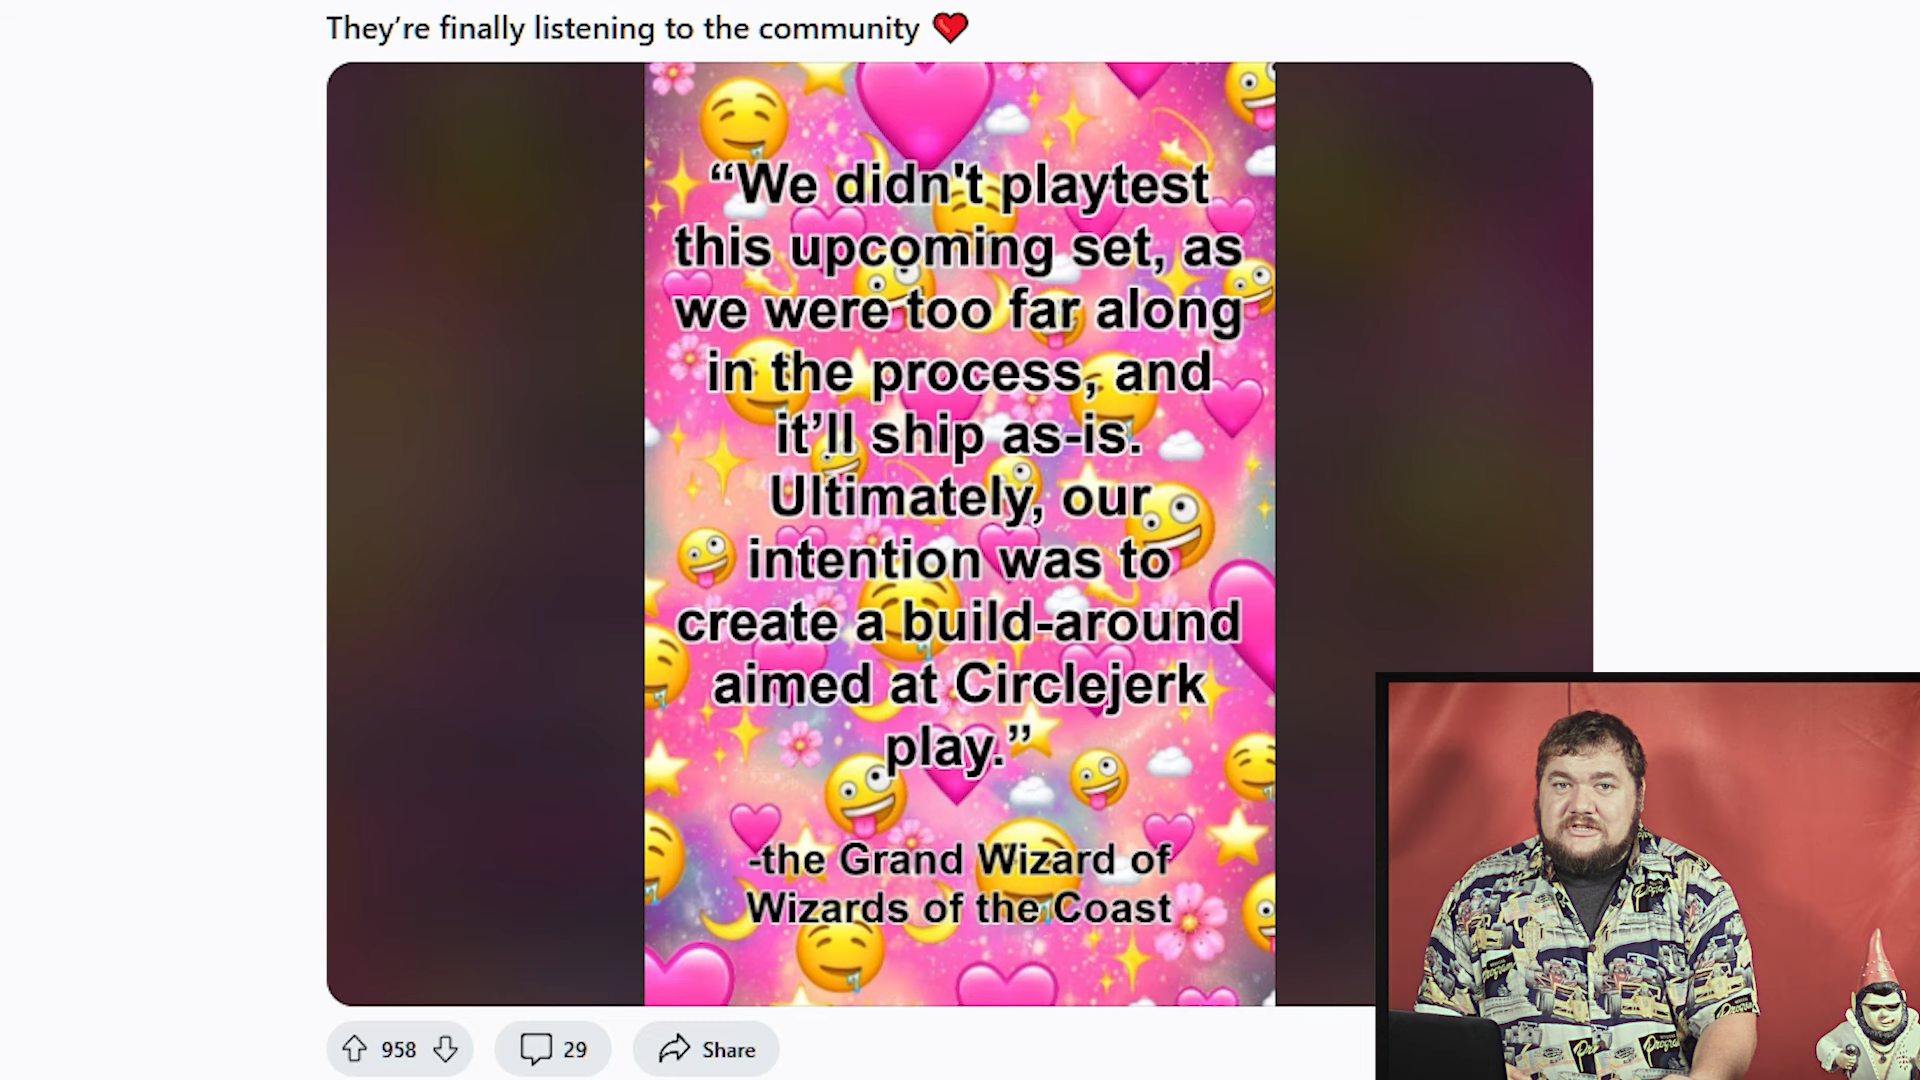 They’re finally listening to the community
“We didn't playtest
this upcoming set, as
we were too far along
in the process, and
it’ll ship as-is.
Ultimately, our
intention was to
create a build-around
aimed at Circlejerk
play.”
-the Grand Wizard of
Wizards of the Coast
958
29
Share